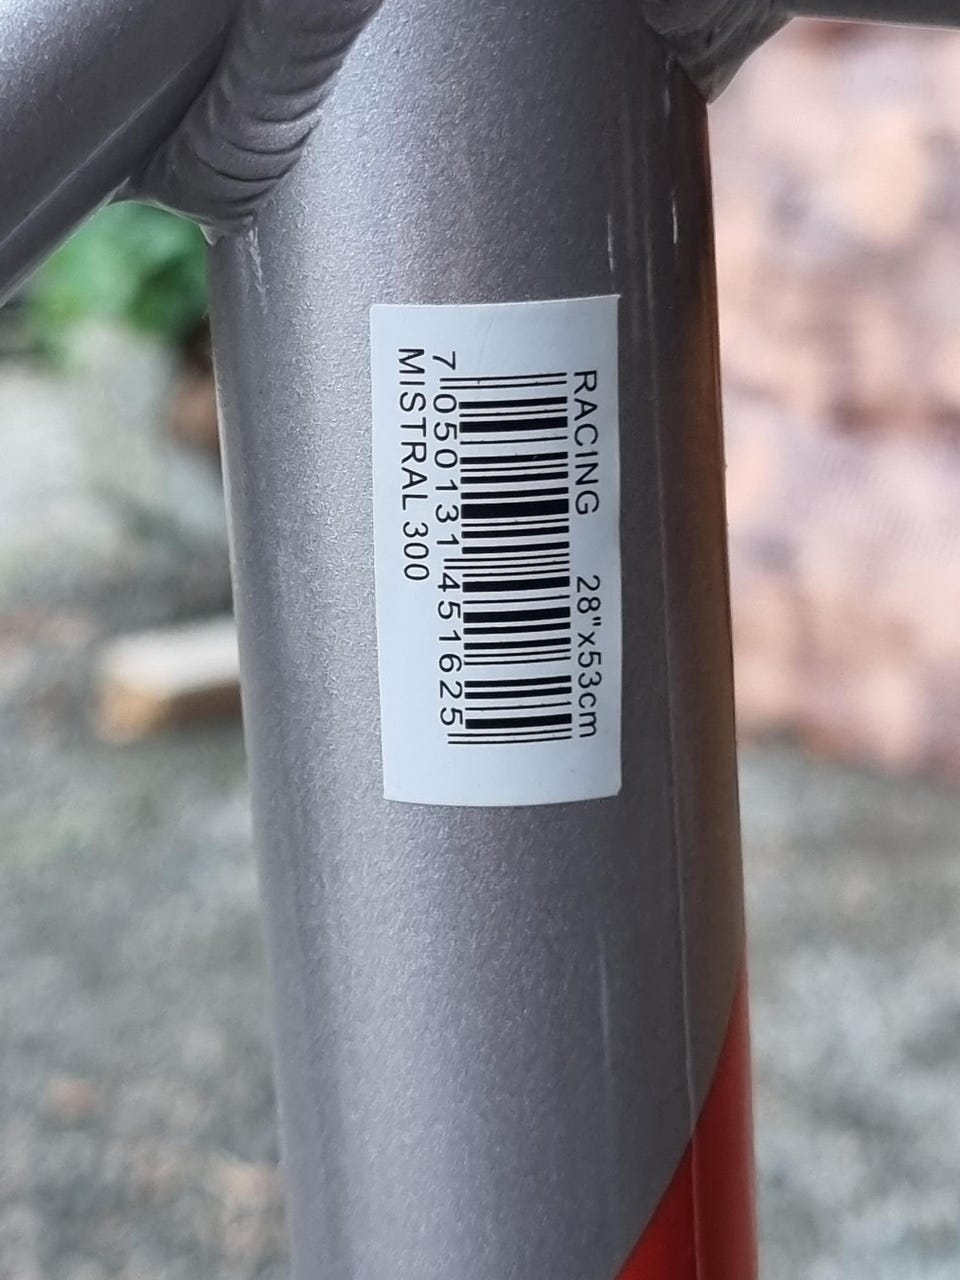 RACING 28"x53cm
7 050131 451625
MISTRAL 300